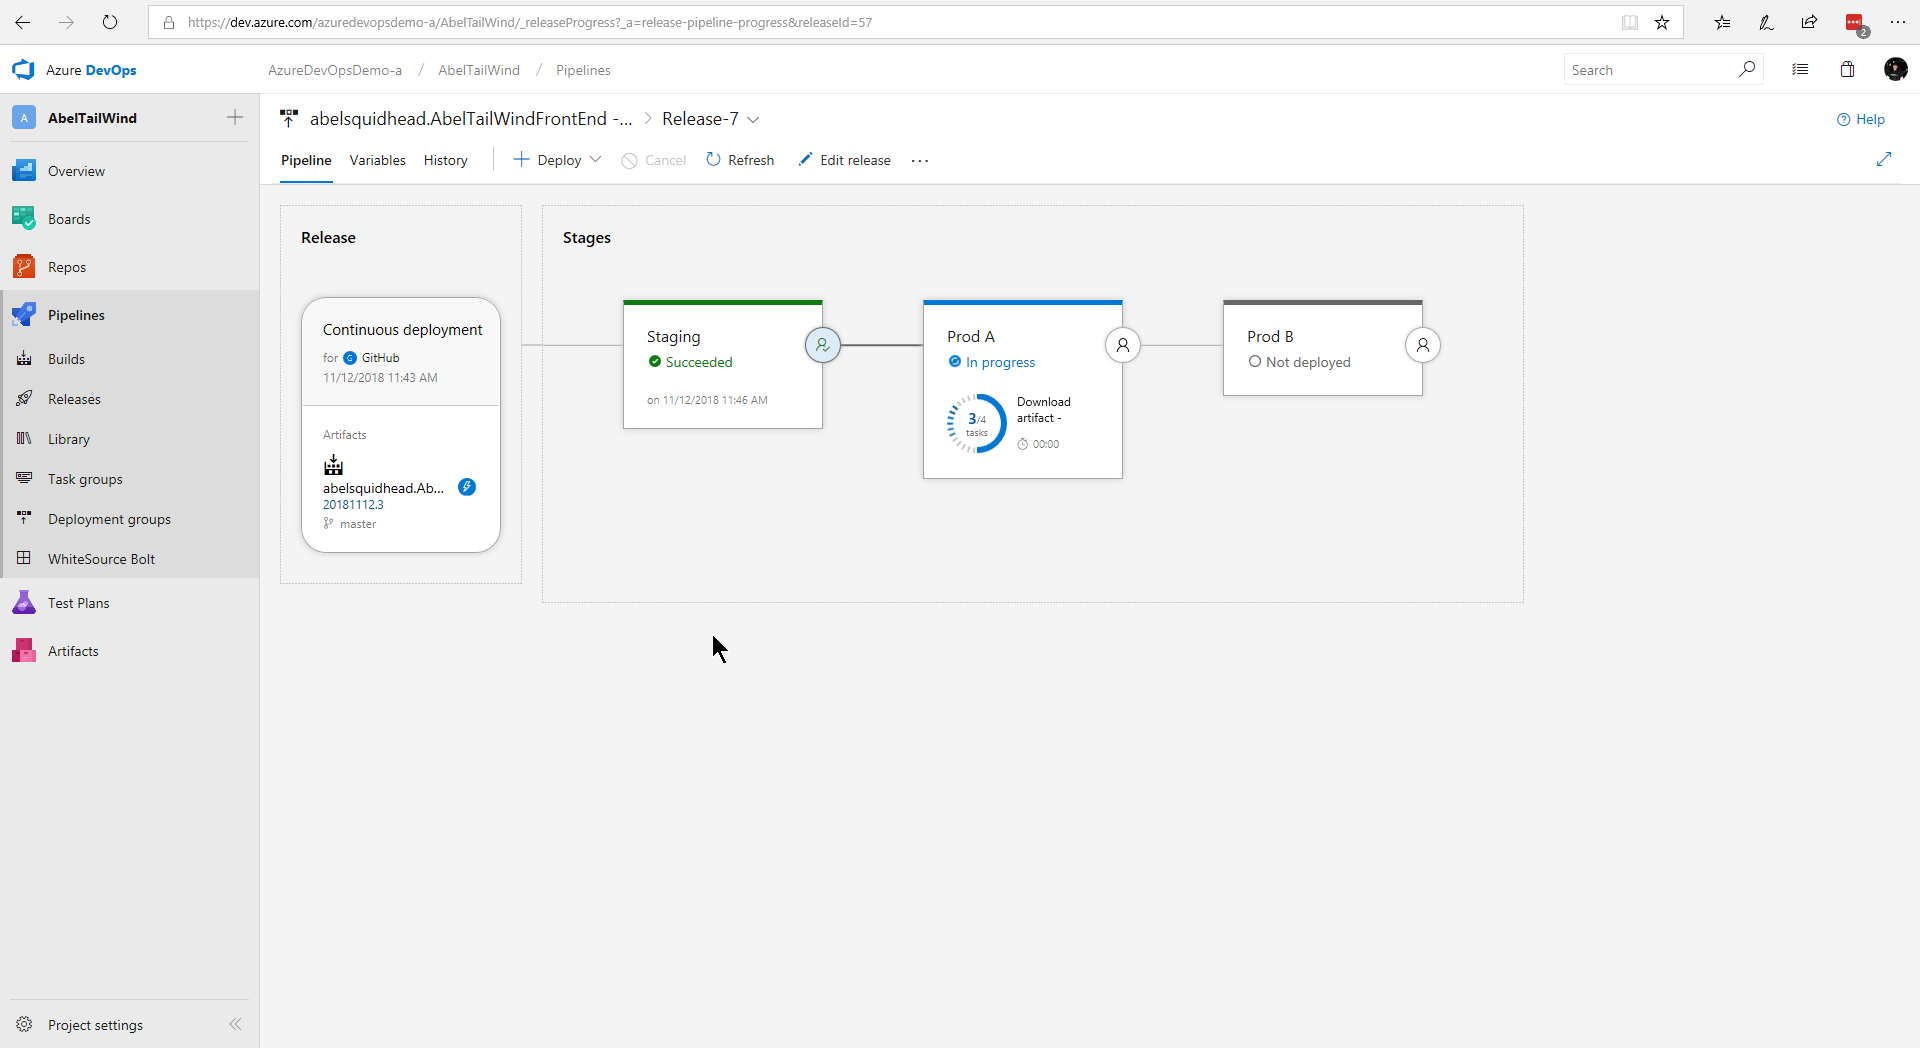 https://dev.azure.com/azuredevopsdemo-a/AbelTailWind/_releaseProgress?_a=release-pipeline-progress&releaseId=57
2
Azure DevOps
AzureDevOpsDemo-a / AbelTailWind / Pipelines
Search
A AbelTailWind
abelsquidhead.AbelTailWindFrontEnd -... > Release-7
Help
Pipeline Variables History Deploy Cancel Refresh Edit release ...
Overview
Boards
Repos
Pipelines
Builds
Releases
Library
Task groups
Deployment groups
WhiteSource Bolt
Test Plans
Artifacts
Project settings
Release
Continuous deployment
for G GitHub
11/12/2018 11:43 AM
Artifacts
abelsquidhead.Ab...
20181112.3
master
Stages
Staging
Succeeded
on 11/12/2018 11:46 AM
Prod A
In progress
3/4
tasks
Download
artifact -
00:00
Prod B
Not deployed